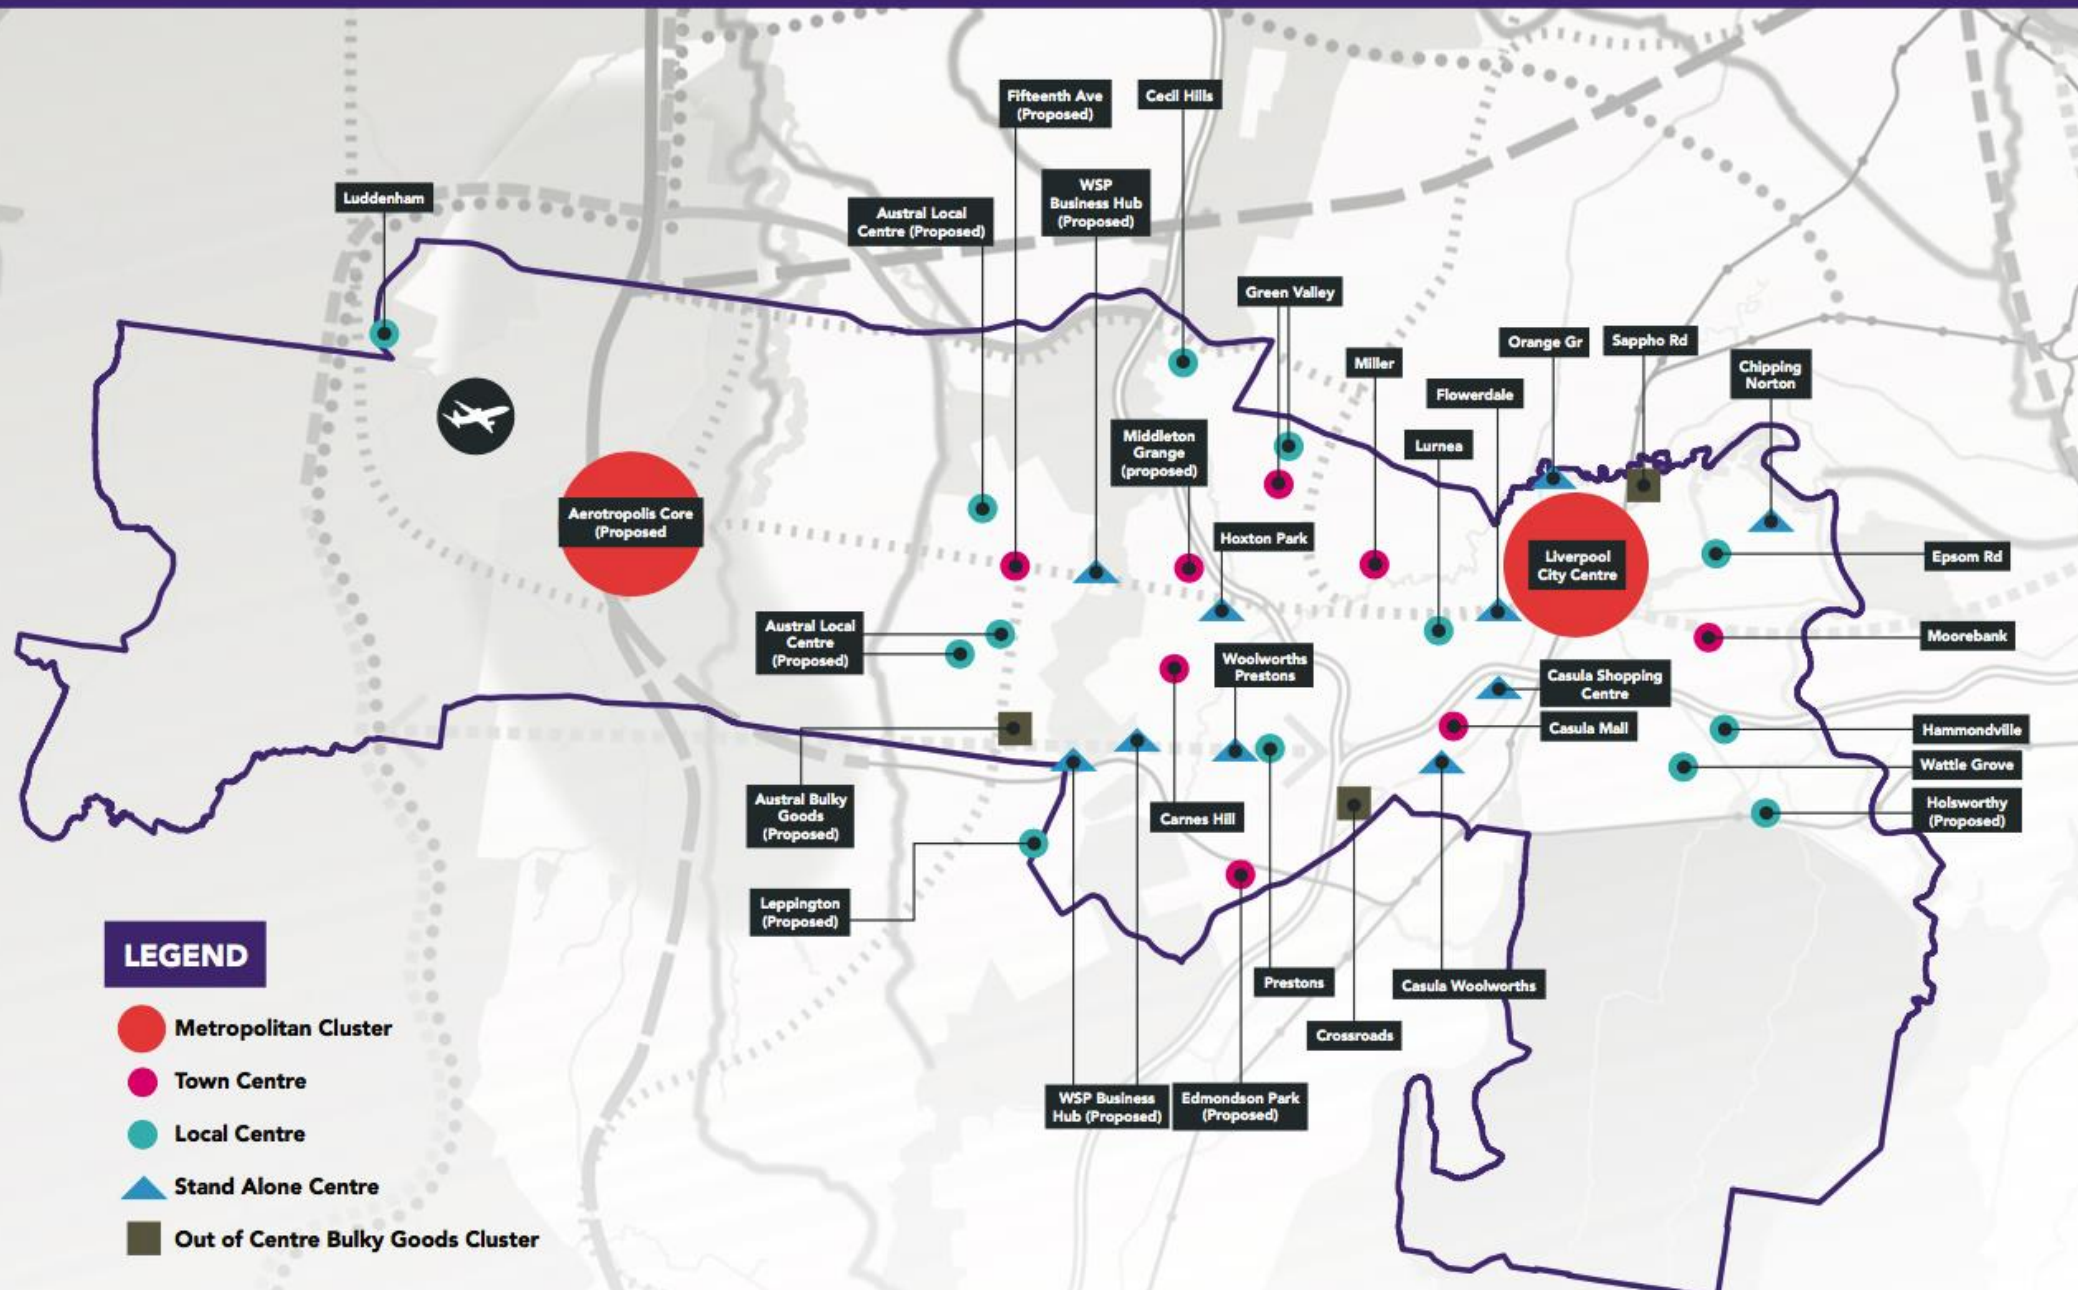 Fifteenth Ave
(Proposed)
Cecil Hills
Luddenham
Austral Local
Centre (Proposed)
WSP
Business Hub
(Proposed)
Green Valley
Miller
Orange Gr
Sappho Rd
Chipping
Norton
Flowerdale
Lurnea
Middleton
Grange
(proposed)
Aerotropolis Core
(Proposed
Hoxton Park
Liverpool
City Centre
Epsom Rd
Austral Local
Centre
(Proposed)
Moorebank
Woolworths
Prestons
Casula Shopping
Centre
Casula Mall
Hammondville
Wattle Grove
Holsworthy
(Proposed)
Austral Bulky
Goods
(Proposed)
Carnes Hill
Leppington
(Proposed)
Prestons
Casula Woolworths
Crossroads
WSP Business
Hub (Proposed)
Edmondson Park
(Proposed)
LEGEND
Metropolitan Cluster
Town Centre
Local Centre
Stand Alone Centre
Out of Centre Bulky Goods Cluster